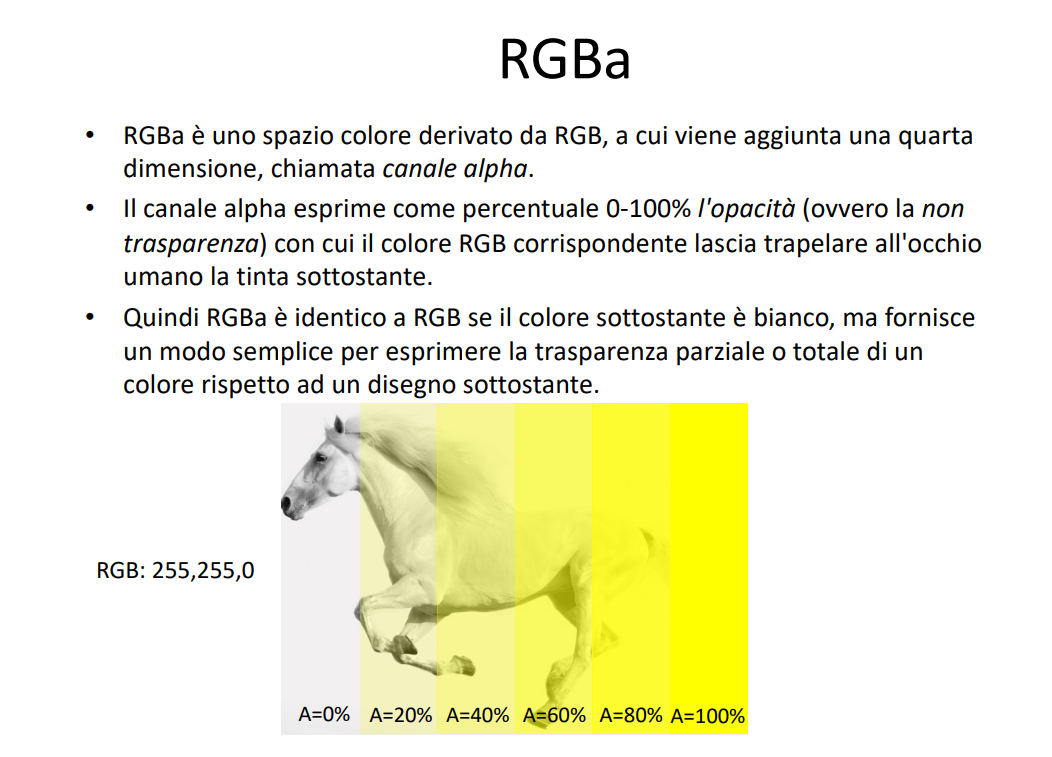 RGBa
• RGBa è uno spazio colore derivato da RGB, a cui viene aggiunta una quarta
dimensione, chiamata canale alpha.
• Il canale alpha esprime come percentuale 0-100% l'opacità (ovvero la non
trasparenza) con cui il colore RGB corrispondente lascia trapelare all'occhio
umano la tinta sottostante.
• Quindi RGBa è identico a RGB se il colore sottostante è bianco, ma fornisce
un modo semplice per esprimere la trasparenza parziale o totale di un
colore rispetto ad un disegno sottostante.
RGB: 255,255,0
A=0% A=20% A=40% A=60% A=80% A=100%